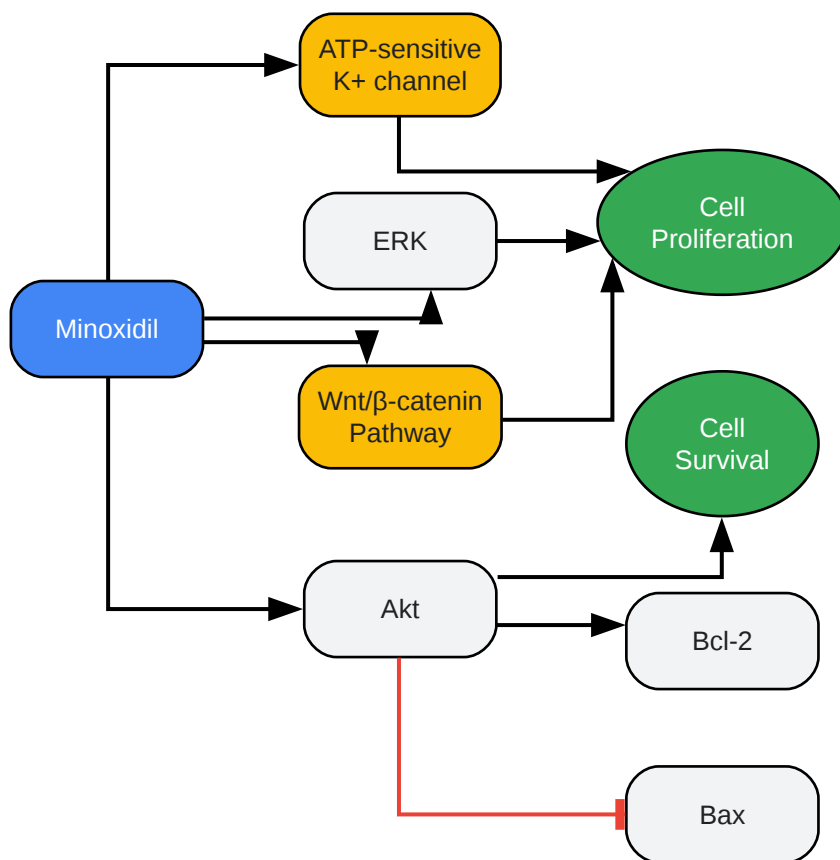 ATP-sensitive
K+ channel
Cell
Proliferation
ERK
Minoxidil
Wnt/β-catenin
Pathway
Cell
Survival
Akt
Bcl-2
Bax